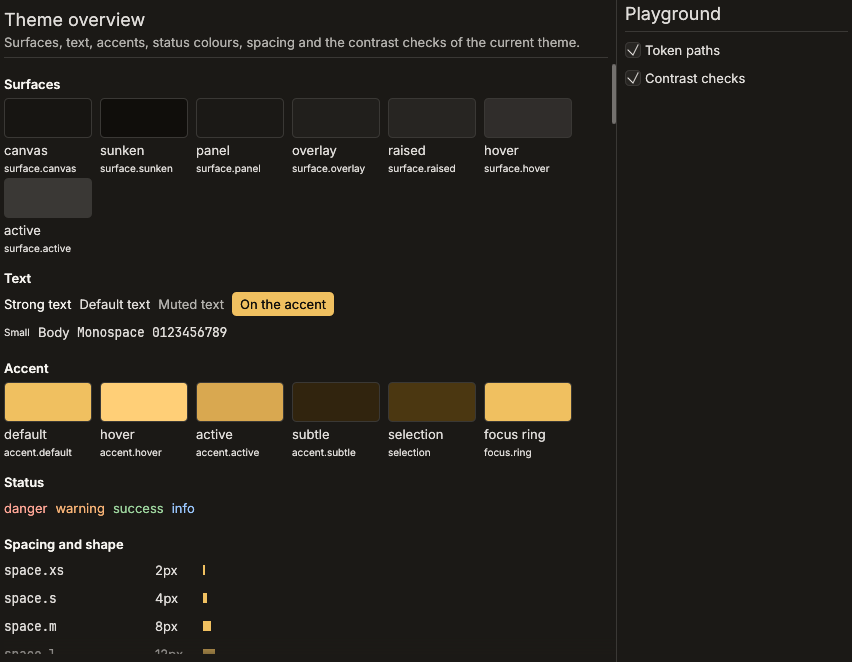 Theme overview
Surfaces, text, accents, status colours, spacing and the contrast checks of the current theme.
Surfaces
canvas sunken panel overlay raised hover
surface.canvas surface.sunken surface.panel surface.overlay surface.raised surface.hover
active
surface.active
Text
Strong text Default text Muted text On the accent
Small Body Monospace 0123456789
Accent
default hover active subtle selection focus ring
accent.default accent.hover accent.active accent.subtle selection focus.ring
Status
danger warning success info
Spacing and shape
space.xs 2px
space.s 4px
space.m 8px
space.l 12px
Playground
Token paths
Contrast checks